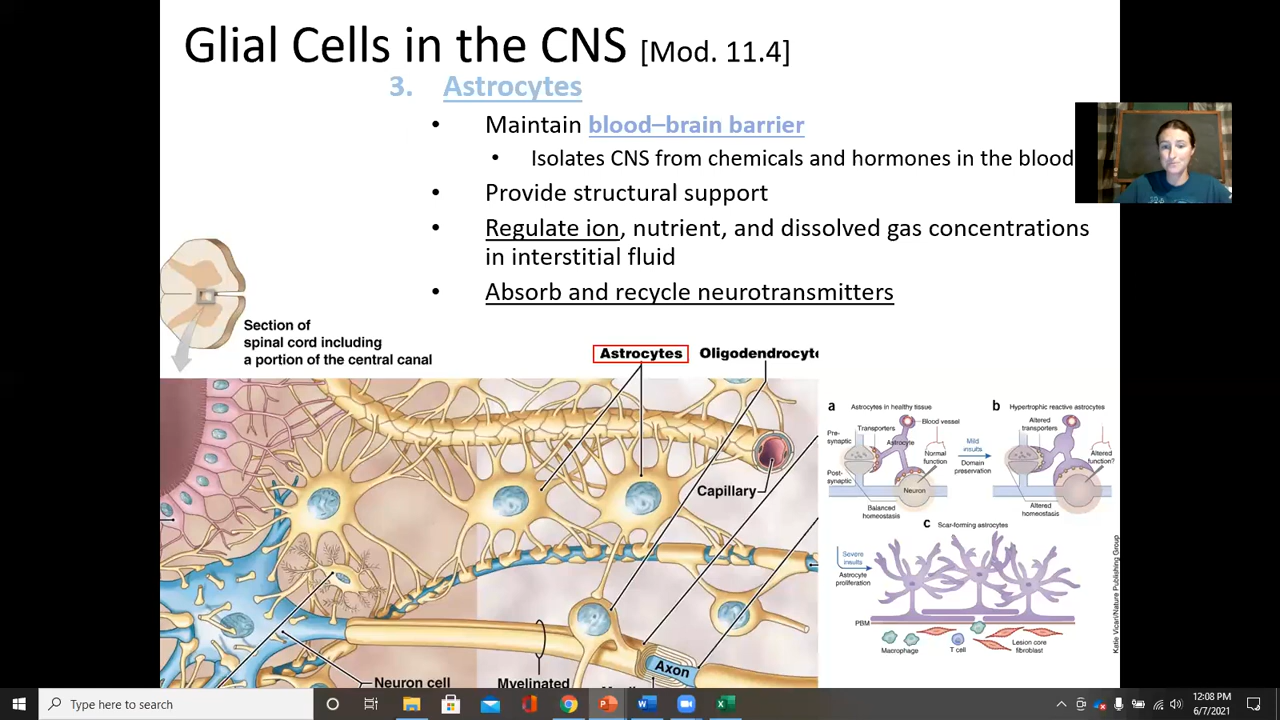 Glial Cells in the CNS [Mod. 11.4]
3. Astrocytes
• Maintain blood–brain barrier
• Isolates CNS from chemicals and hormones in the blood
• Provide structural support
• Regulate ion, nutrient, and dissolved gas concentrations
in interstitial fluid
• Absorb and recycle neurotransmitters
Section of
spinal cord including
a portion of the central canal
Astrocytes
Oligodendrocyte
Capillary
Neuron cell
Myelinated
Axon
a
Astrocytes in healthy tissue
Pre-
synaptic
Transporters
Blood vessel
Astrocyte
Normal
function
Post-
synaptic
Neuron
Balanced
homeostasis
Mild
insults
Domain
preservation
b
Hypertrophic reactive astrocytes
Altered
transporters
Altered
function?
Altered
homeostasis
c
Scar-forming astrocytes
Severe
insults
Astrocyte
proliferation
PBM
Macrophage
T cell
Lesion core
fibroblast
Katie Vicari/Nature Publishing Group
Type here to search
12:08 PM
6/7/2021